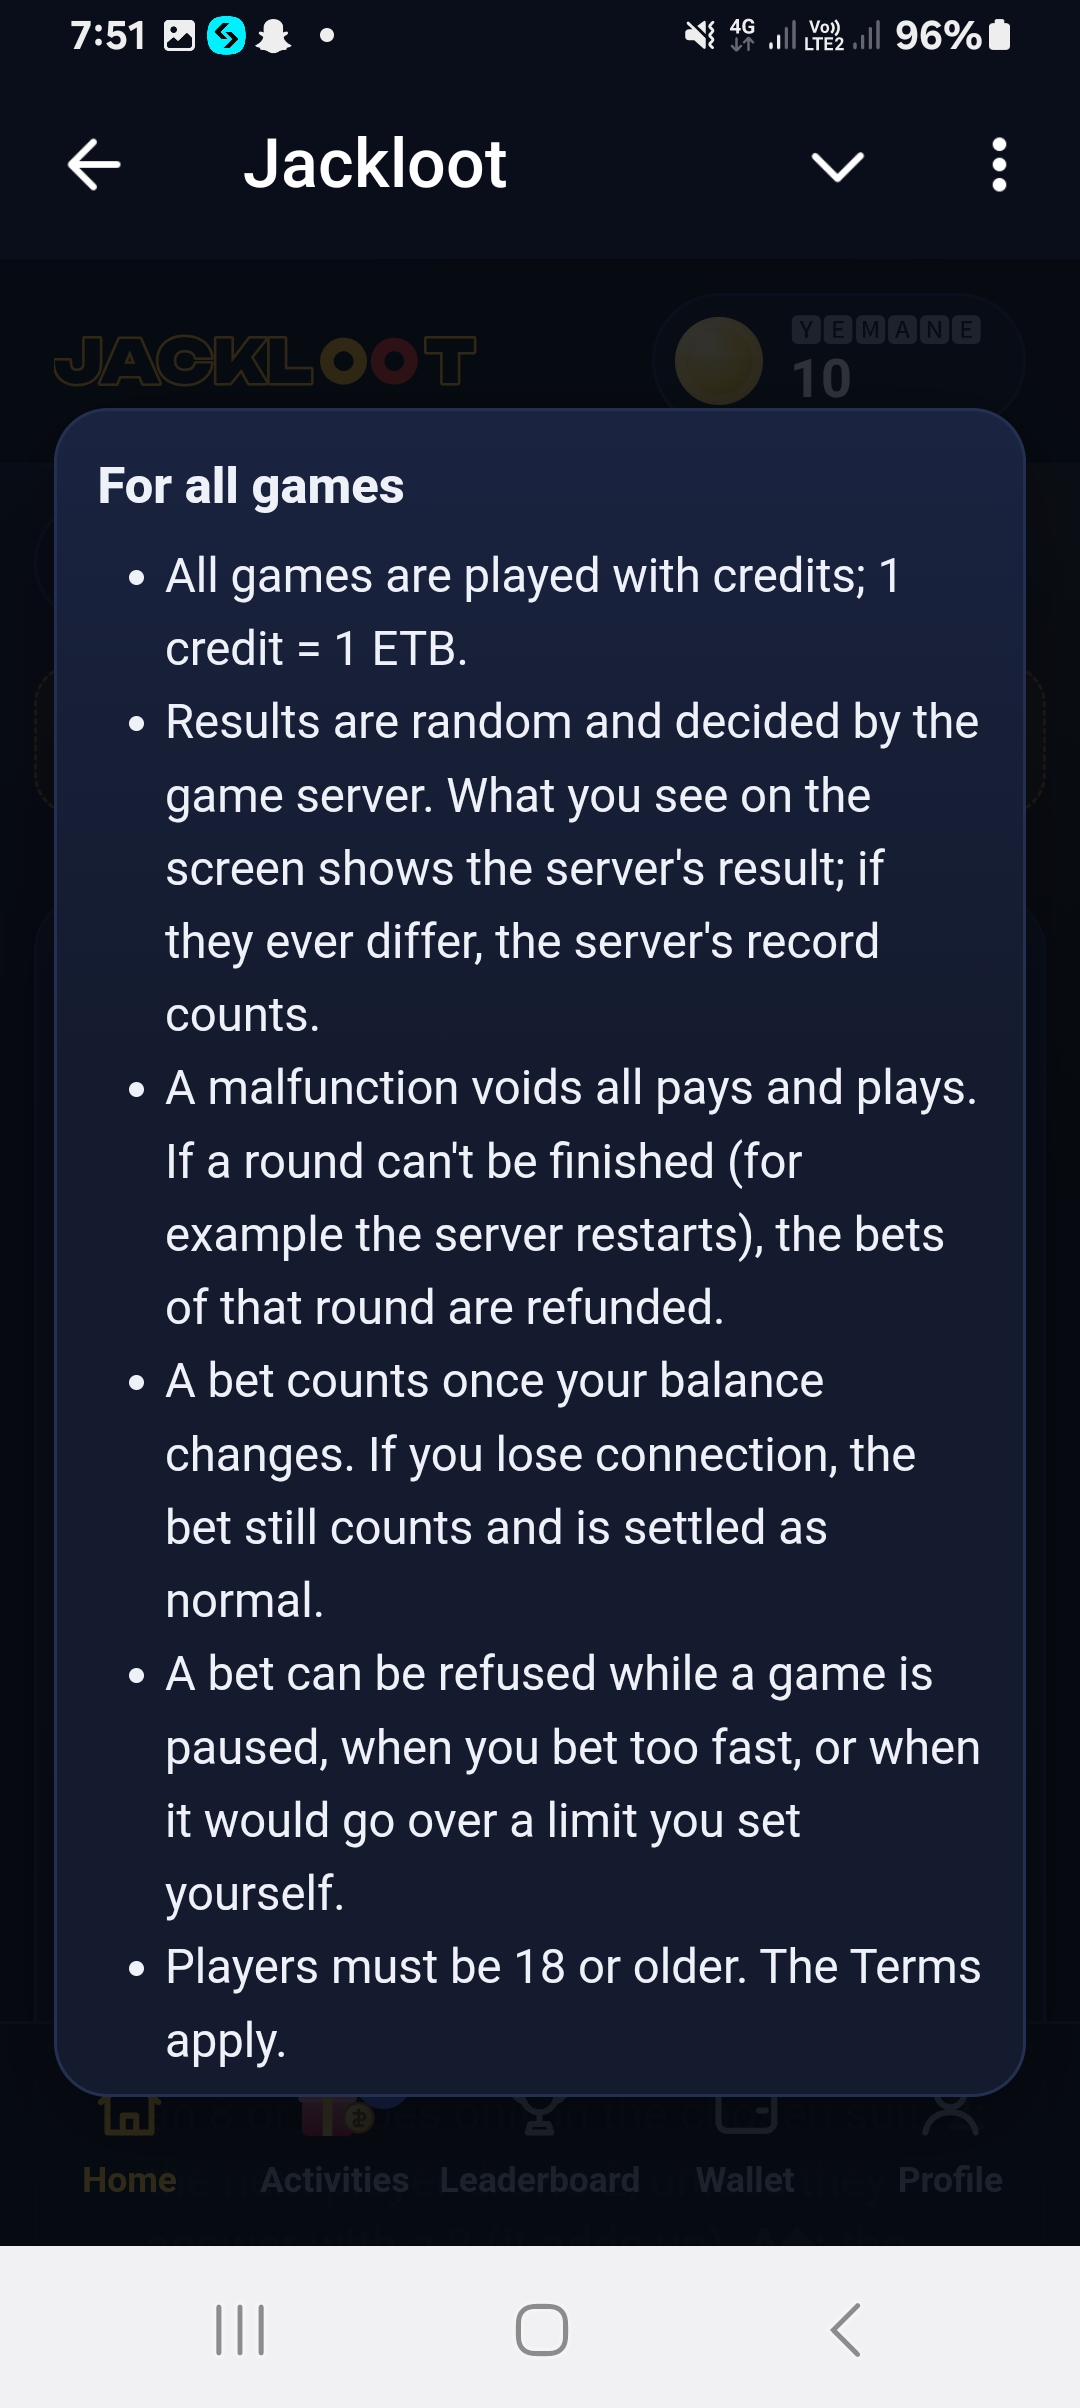 7:51
4G
Vo))
LTE2
96%
Jackloot
JACKLOOT
YEMANE
10
For all games
• All games are played with credits; 1
credit = 1 ETB.
• Results are random and decided by the
game server. What you see on the
screen shows the server's result; if
they ever differ, the server's record
counts.
• A malfunction voids all pays and plays.
If a round can't be finished (for
example the server restarts), the bets
of that round are refunded.
• A bet counts once your balance
changes. If you lose connection, the
bet still counts and is settled as
normal.
• A bet can be refused while a game is
paused, when you bet too fast, or when
it would go over a limit you set
yourself.
• Players must be 18 or older. The Terms
apply.
Home Activities Leaderboard Wallet Profile